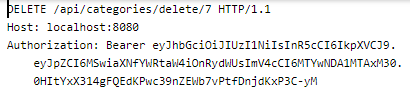 DELETE /api/categories/delete/7 HTTP/1.1
Host: localhost:8080
Authorization: Bearer eyJhbGciOiJIUzI1NiIsInR5cCI6IkpXVCJ9.
eyJpZCI6MSwiaXNfYWRtaW4iOnRydWUsImV4cCI6MTYwNDA1MTAxM30.
0HItYxX314gFQEdKPwc39nZEWb7vPtfDnjdKxP3C-yM